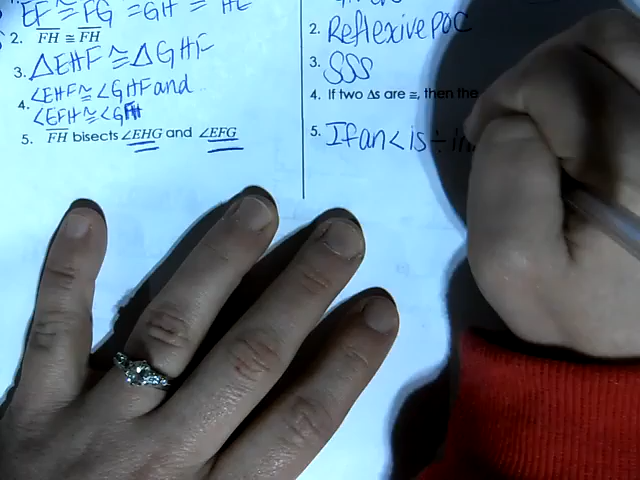 EF ≅ FG = GH = HE
2. FH ≅ FH
3. ΔEHF ≅ ΔGHF
4. ∠EHF ≅ ∠GHF and
∠EFH ≅ ∠GFH
5. FH bisects ∠EHG and ∠EFG
2. Reflexive POC
3. SSS
4. If two Δs are ≅, then the
5. If an < is ÷ in